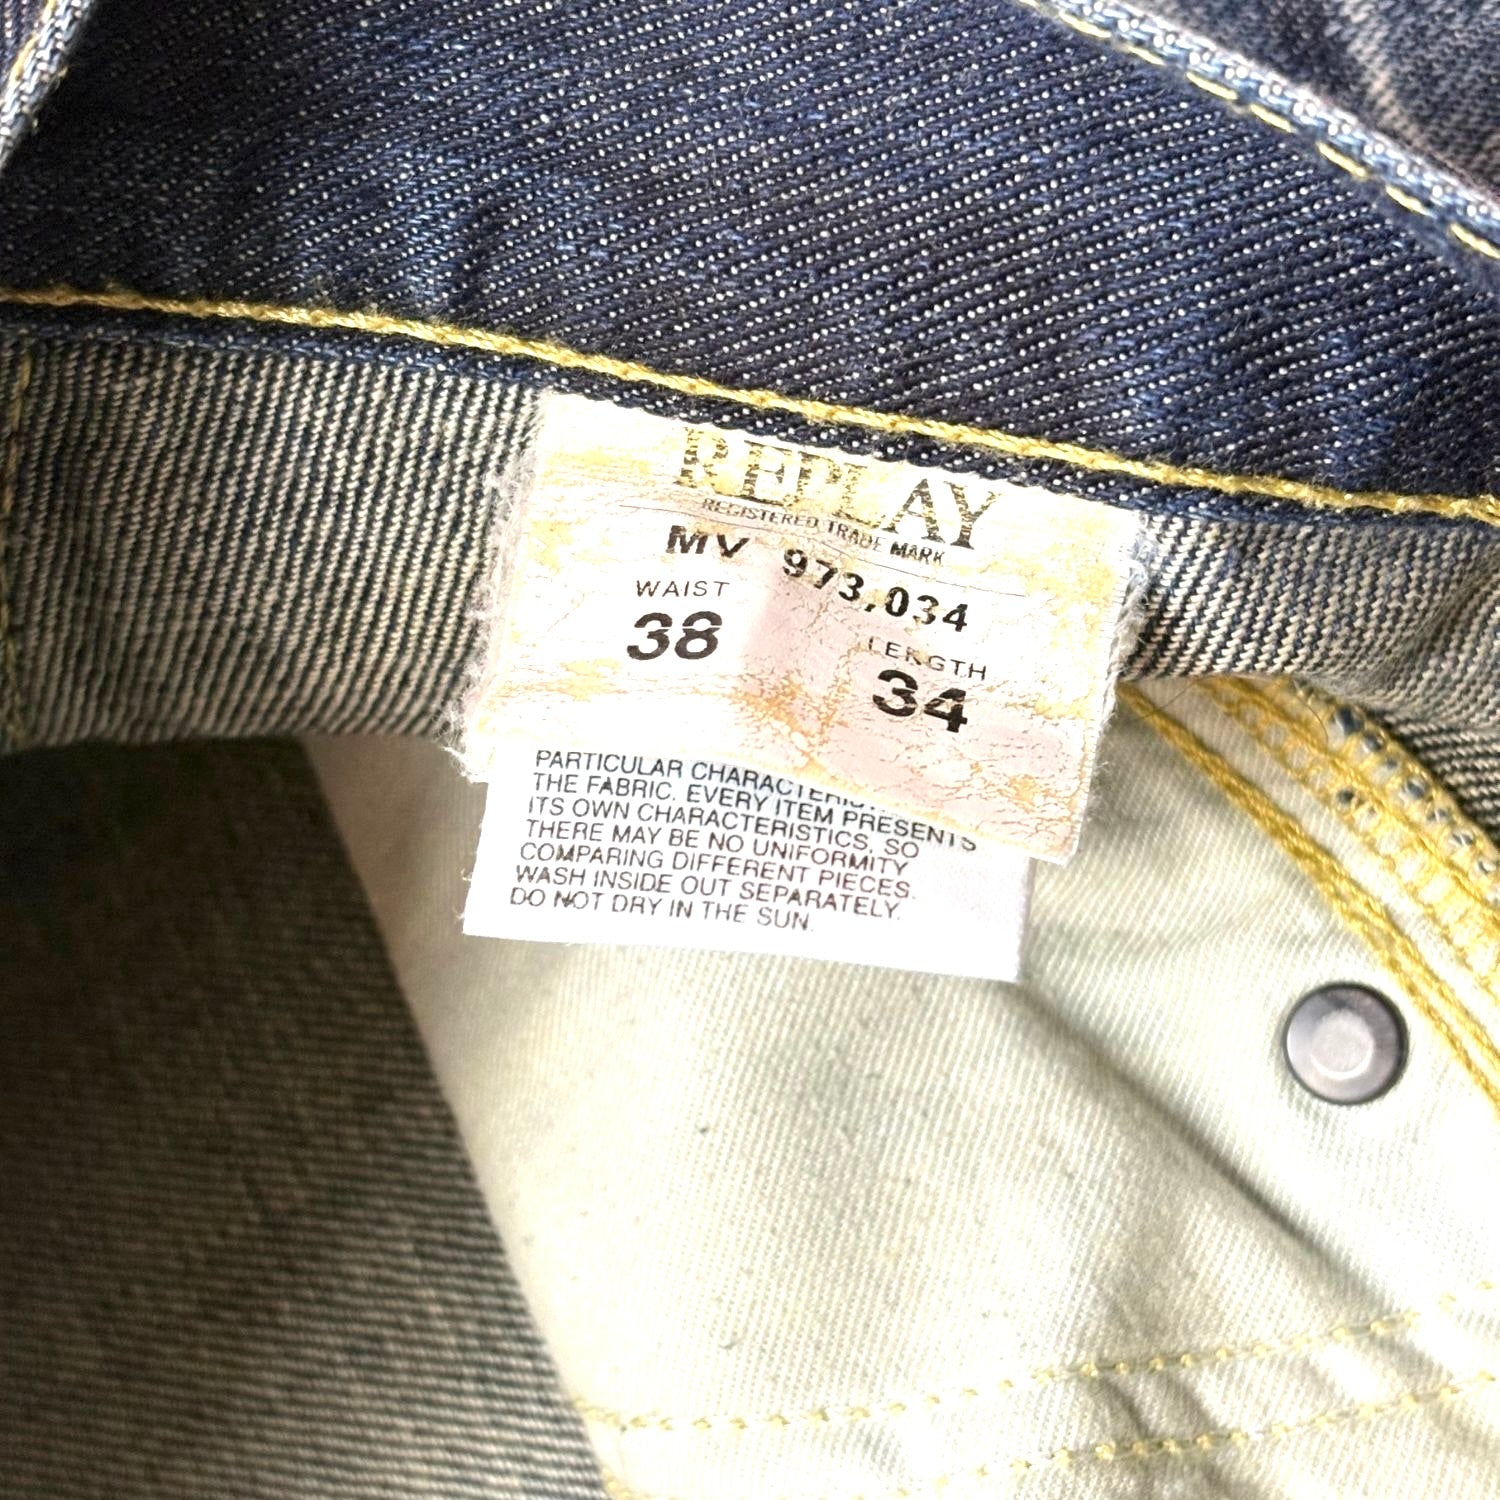 REPLAY
REGISTERED TRADE MARK
MV 973.034
WAIST LENGTH
38 34
PARTICULAR
THE FABRIC. EVERY ITEM PRESENTS
ITS OWN CHARACTERISTICS, SO
THERE MAY BE NO UNIFORMITY
COMPARING DIFFERENT PIECES.
WASH INSIDE OUT SEPARATELY.
DO NOT DRY IN THE SUN.